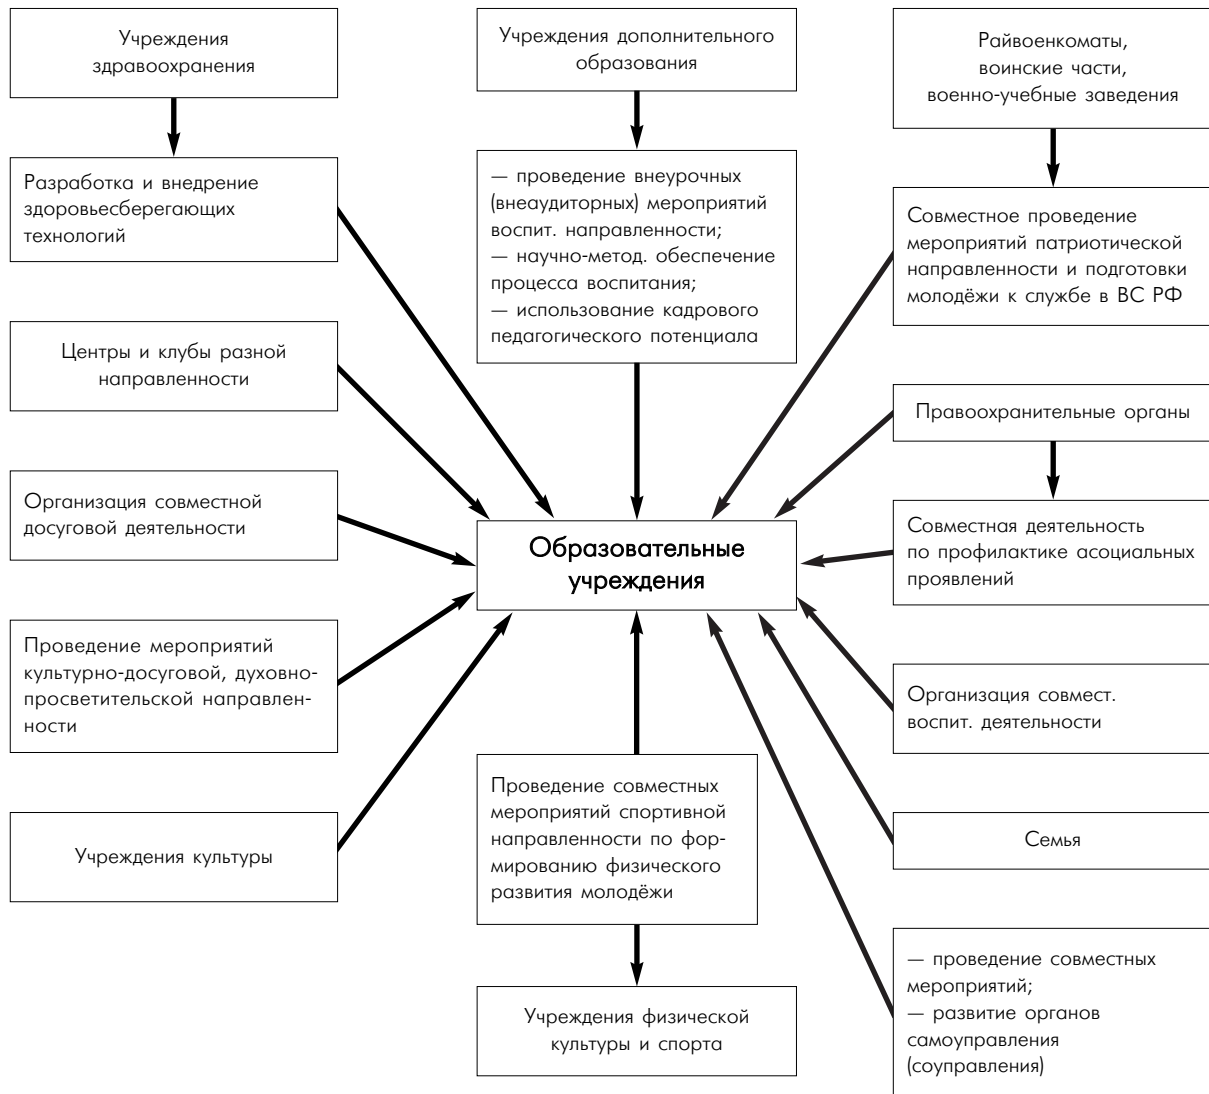 Учреждения
здравоохранения
Разработка и внедрение
здоровьесберегающих
технологий
Центры и клубы разной
направленности
Организация совместной
досуговой деятельности
Проведение мероприятий
культурно-досуговой, духовно-
просветительской направлен-
ности
Учреждения культуры
Учреждения дополнительного
образования
— проведение внеурочных
(внеаудиторных) мероприятий
воспит. направленности;
— научно-метод. обеспечение
процесса воспитания;
— использование кадрового
педагогического потенциала
Образовательные
учреждения
Проведение совместных
мероприятий спортивной
направленности по фор-
мированию физического
развития молодёжи
Учреждения физической
культуры и спорта
Райвоенкоматы,
воинские части,
военно-учебные заведения
Совместное проведение
мероприятий патриотической
направленности и подготовки
молодёжи к службе в ВС РФ
Правоохранительные органы
Совместная деятельность
по профилактике асоциальных
проявлений
Организация совмест.
воспит. деятельности
Семья
— проведение совместных
мероприятий;
— развитие органов
самоуправления
(соуправления)